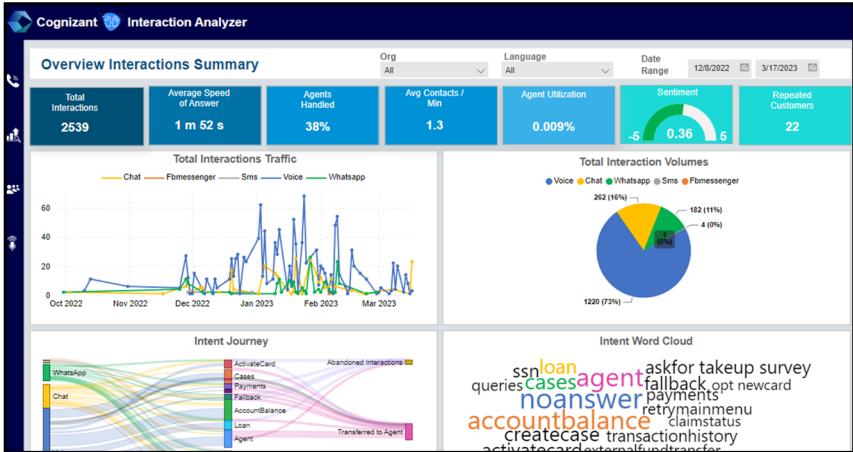 Cognizant Interaction Analyzer
Overview Interactions Summary
Org
All
Language
All
Date
Range
12/8/2022
3/17/2023
Total
Interactions
2539
Average Speed
of Answer
1 m 52 s
Agents
Handled
38%
Avg Contacts /
Min
1.3
Agent Utilization
0.009%
Sentiment
-5
0.36
5
Repeated
Customers
22
Total Interactions Traffic
Chat Fbmessenger Sms Voice Whatsapp
60
40
20
0
Oct 2022 Nov 2022 Dec 2022 Jan 2023 Feb 2023 Mar 2023
Total Interaction Volumes
Voice Chat Whatsapp Sms Fbmessenger
262 (16%)
182 (11%)
4 (0%)
1
(0%)
1220 (73%)
Intent Journey
WhatsApp
Chat
ActivateCard
Cases
Payments
Fallback
AccountBalance
Loan
Agent
Abandoned Interactions
Transferred to Agent
Intent Word Cloud
ssn loan askfor takeup survey
queries cases agent fallback opt newcard
noanswer payments
retrymainmenu
accountbalance claimstatus
createcase transactionhistory
activatecard externalfundtransfer